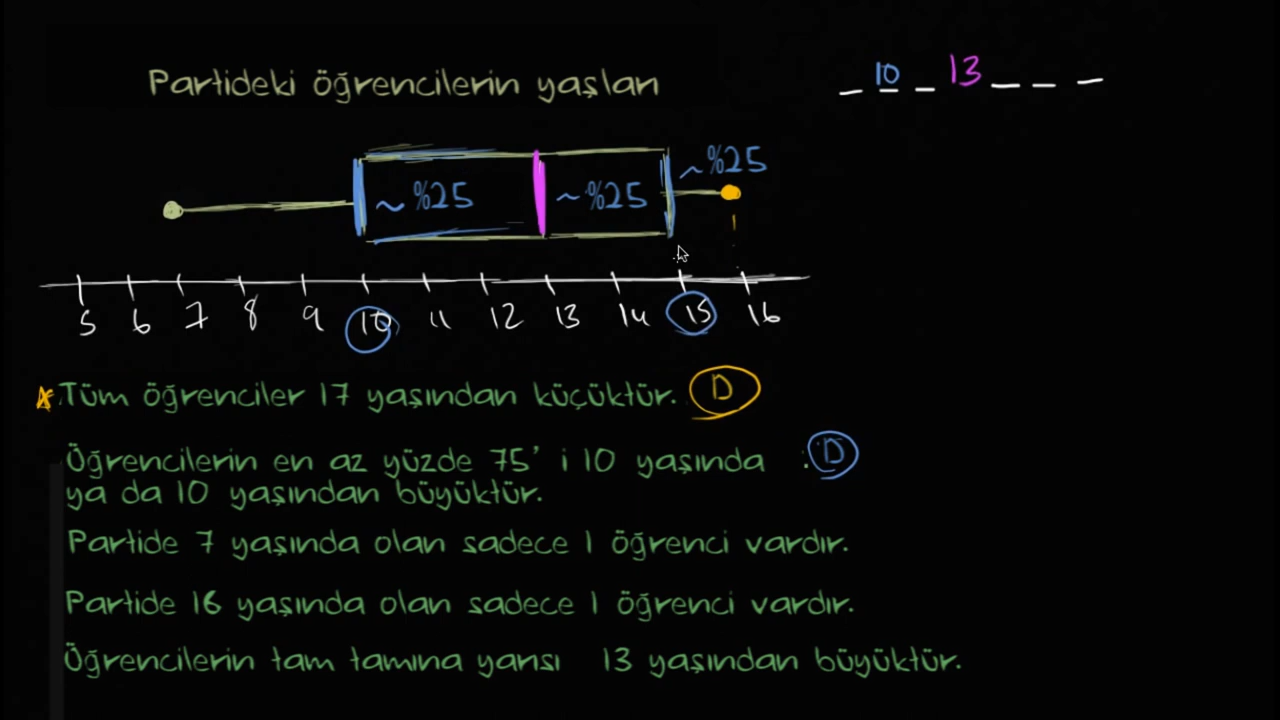 Partideki öğrencilerin yaşları
_ 10 _ 13 _ _ _
~%25 ~%25 ~%25
5 6 7 8 9 10 11 12 13 14 15 16
Tüm öğrenciler 17 yaşından küçüktür. D
Öğrencilerin en az yüzde 75' i 10 yaşında . D
ya da 10 yaşından büyüktür.
Partide 7 yaşında olan sadece 1 öğrenci vardır.
Partide 16 yaşında olan sadece 1 öğrenci vardır.
Öğrencilerin tam tamına yarısı 13 yaşından büyüktür.